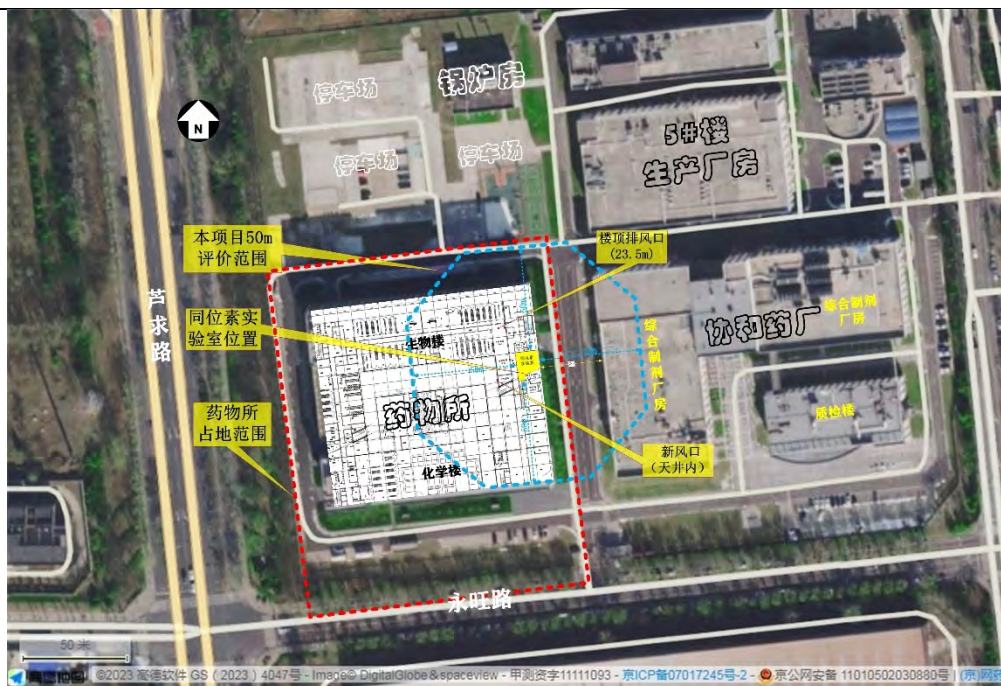 停车场
锅炉房
停车场
停车场
5#楼
生产厂房
N
本项目50m
评价范围
楼顶排风口
(23.5m)
芦求路
同位素实
验室位置
生物楼
综合制剂厂房
协和药厂
综合制剂
厂房
药物所
占地范围
药物所
质检楼
化学楼
新风口
(天井内)
永旺路
50 米
高德地图 ©2023 高德软件 GS（2023）4047号 - Image© DigitalGlobe & spaceview - 甲测资字11111093 - 京ICP备07017245号-2 - 京公网安备 11010502030880号 (京)网